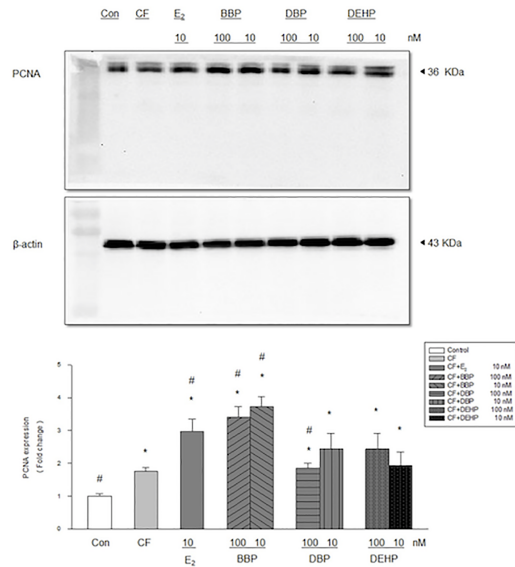 Con CF E₂ BBP DBP DEHP
10 100 10 100 10 100 10 nM
PCNA
◄36 KDa
β-actin
◄43 KDa
Control
CF
CF+E₂ 10 nM
CF+BBP 100 nM
CF+BBP 10 nM
CF+DBP 100 nM
CF+DBP 10 nM
CF+DEHP 100 nM
CF+DEHP 10 nM
PCNA expression
( Fold change )
5
4
3
2
1
0
#
*
#
*
#
*
#
*
#
*
*
*
*
Con CF 10 100 10 100 10 100 10 nM
E₂ BBP DBP DEHP